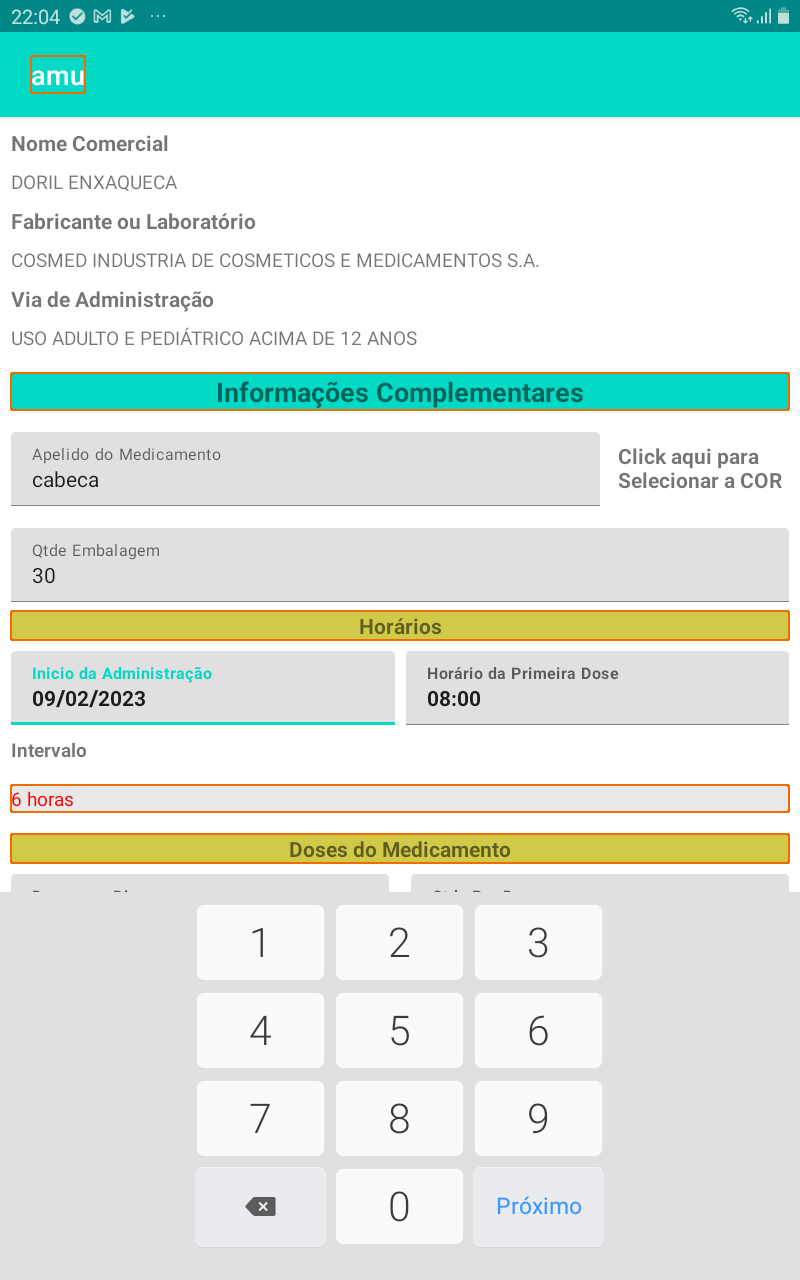 22:04
amu
Nome Comercial
DORIL ENXAQUECA
Fabricante ou Laboratório
COSMED INDUSTRIA DE COSMETICOS E MEDICAMENTOS S.A.
Via de Administração
USO ADULTO E PEDIÁTRICO ACIMA DE 12 ANOS
Informações Complementares
Apelido do Medicamento
cabeca
Click aqui para
Selecionar a COR
Qtde Embalagem
30
Horários
Inicio da Administração
09/02/2023
Horário da Primeira Dose
08:00
Intervalo
6 horas
Doses do Medicamento
1 2 3
4 5 6
7 8 9
0 Próximo